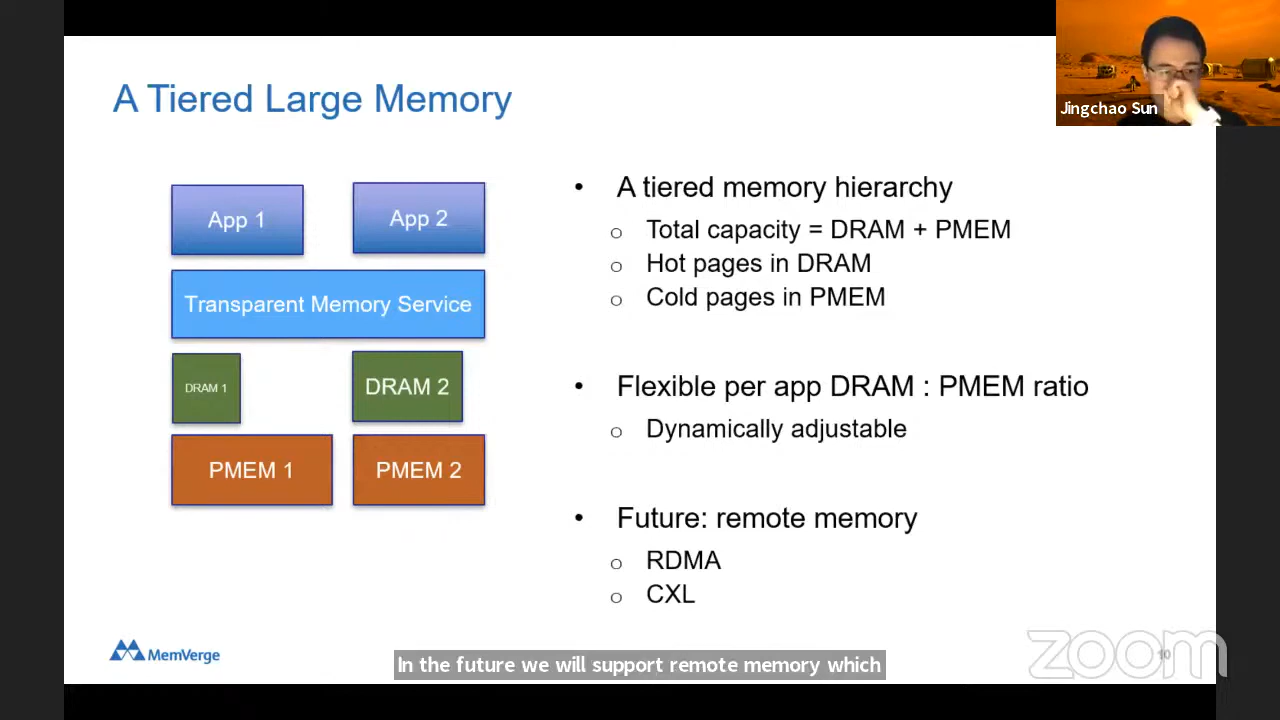 A Tiered Large Memory
Jingchao Sun
App 1
App 2
Transparent Memory Service
DRAM 1
DRAM 2
PMEM 1
PMEM 2
• A tiered memory hierarchy
o Total capacity = DRAM + PMEM
o Hot pages in DRAM
o Cold pages in PMEM
• Flexible per app DRAM : PMEM ratio
o Dynamically adjustable
• Future: remote memory
o RDMA
o CXL
MemVerge
In the future we will support remote memory which
zoom
10